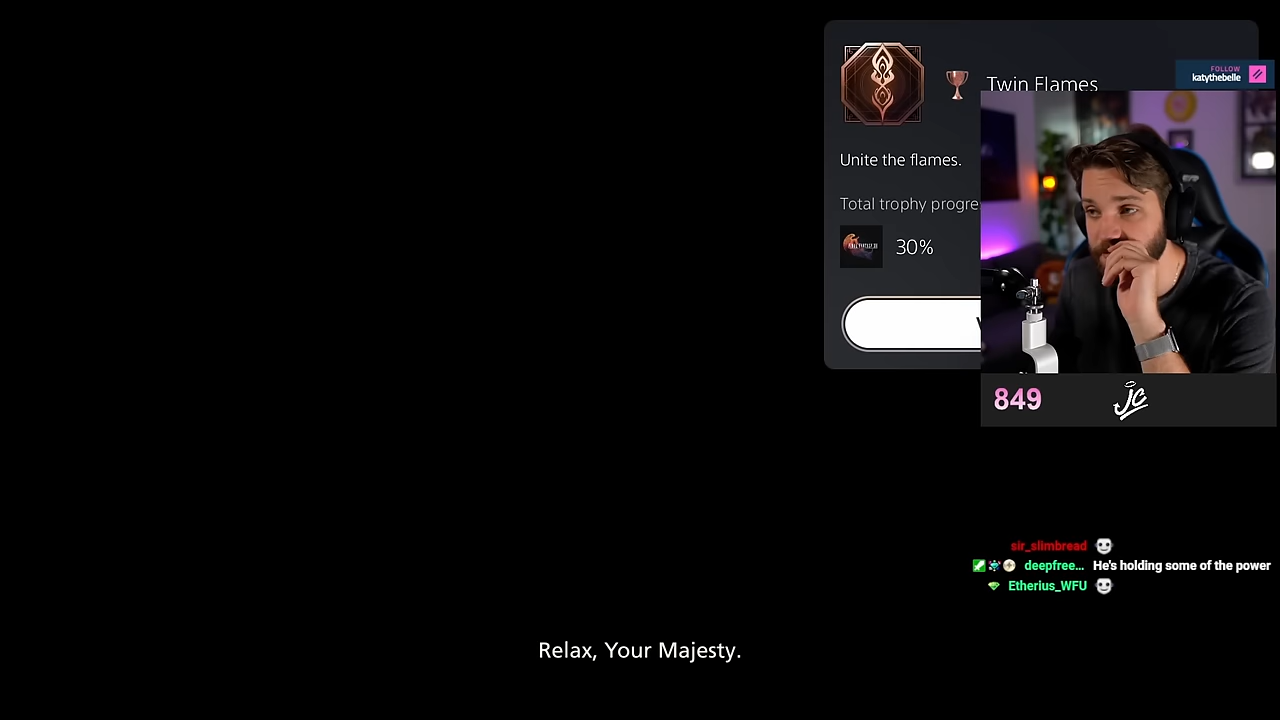 Twin Flames
Unite the flames.
Total trophy progre
30%
FOLLOW
katythebelle
849
jc
sir_slimbread
deepfree... He's holding some of the power
Etherius_WFU
Relax, Your Majesty.